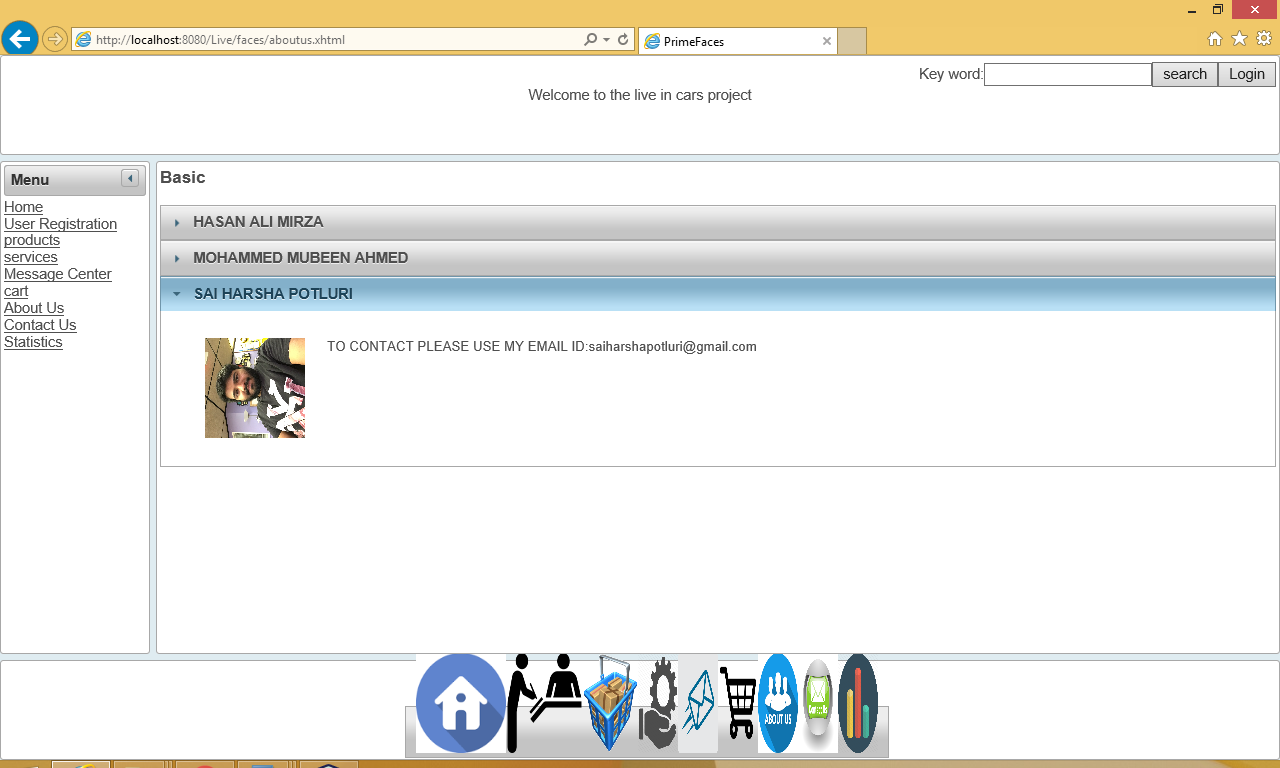 http://localhost:8080/Live/faces/aboutus.xhtml
PrimeFaces
Key word:
search
Login
Welcome to the live in cars project
Menu
Home
User Registration
products
services
Message Center
cart
About Us
Contact Us
Statistics
Basic
HASAN ALI MIRZA
MOHAMMED MUBEEN AHMED
SAI HARSHA POTLURI
TO CONTACT PLEASE USE MY EMAIL ID:saiharshapotluri@gmail.com
ABOUT US